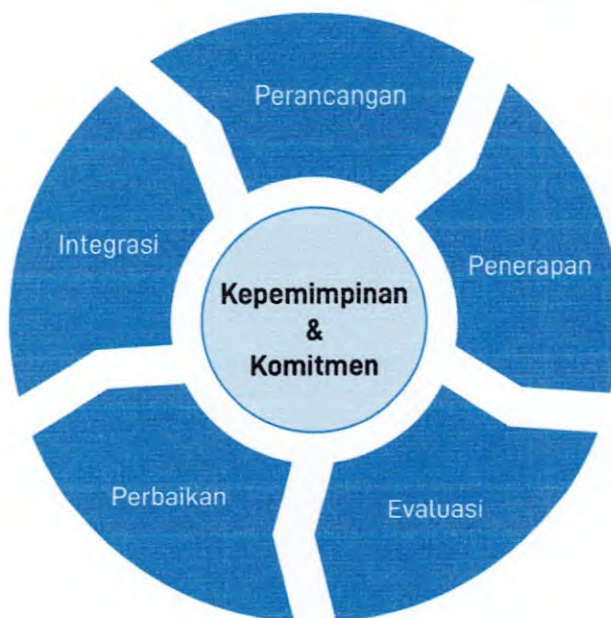 Perancangan
Integrasi
Penerapan
Kepemimpinan
&
Komitmen
Perbaikan
Evaluasi